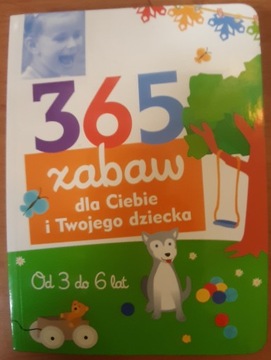 365
zabaw
dla Ciebie
i Twojego dziecka
Od 3 do 6 lat